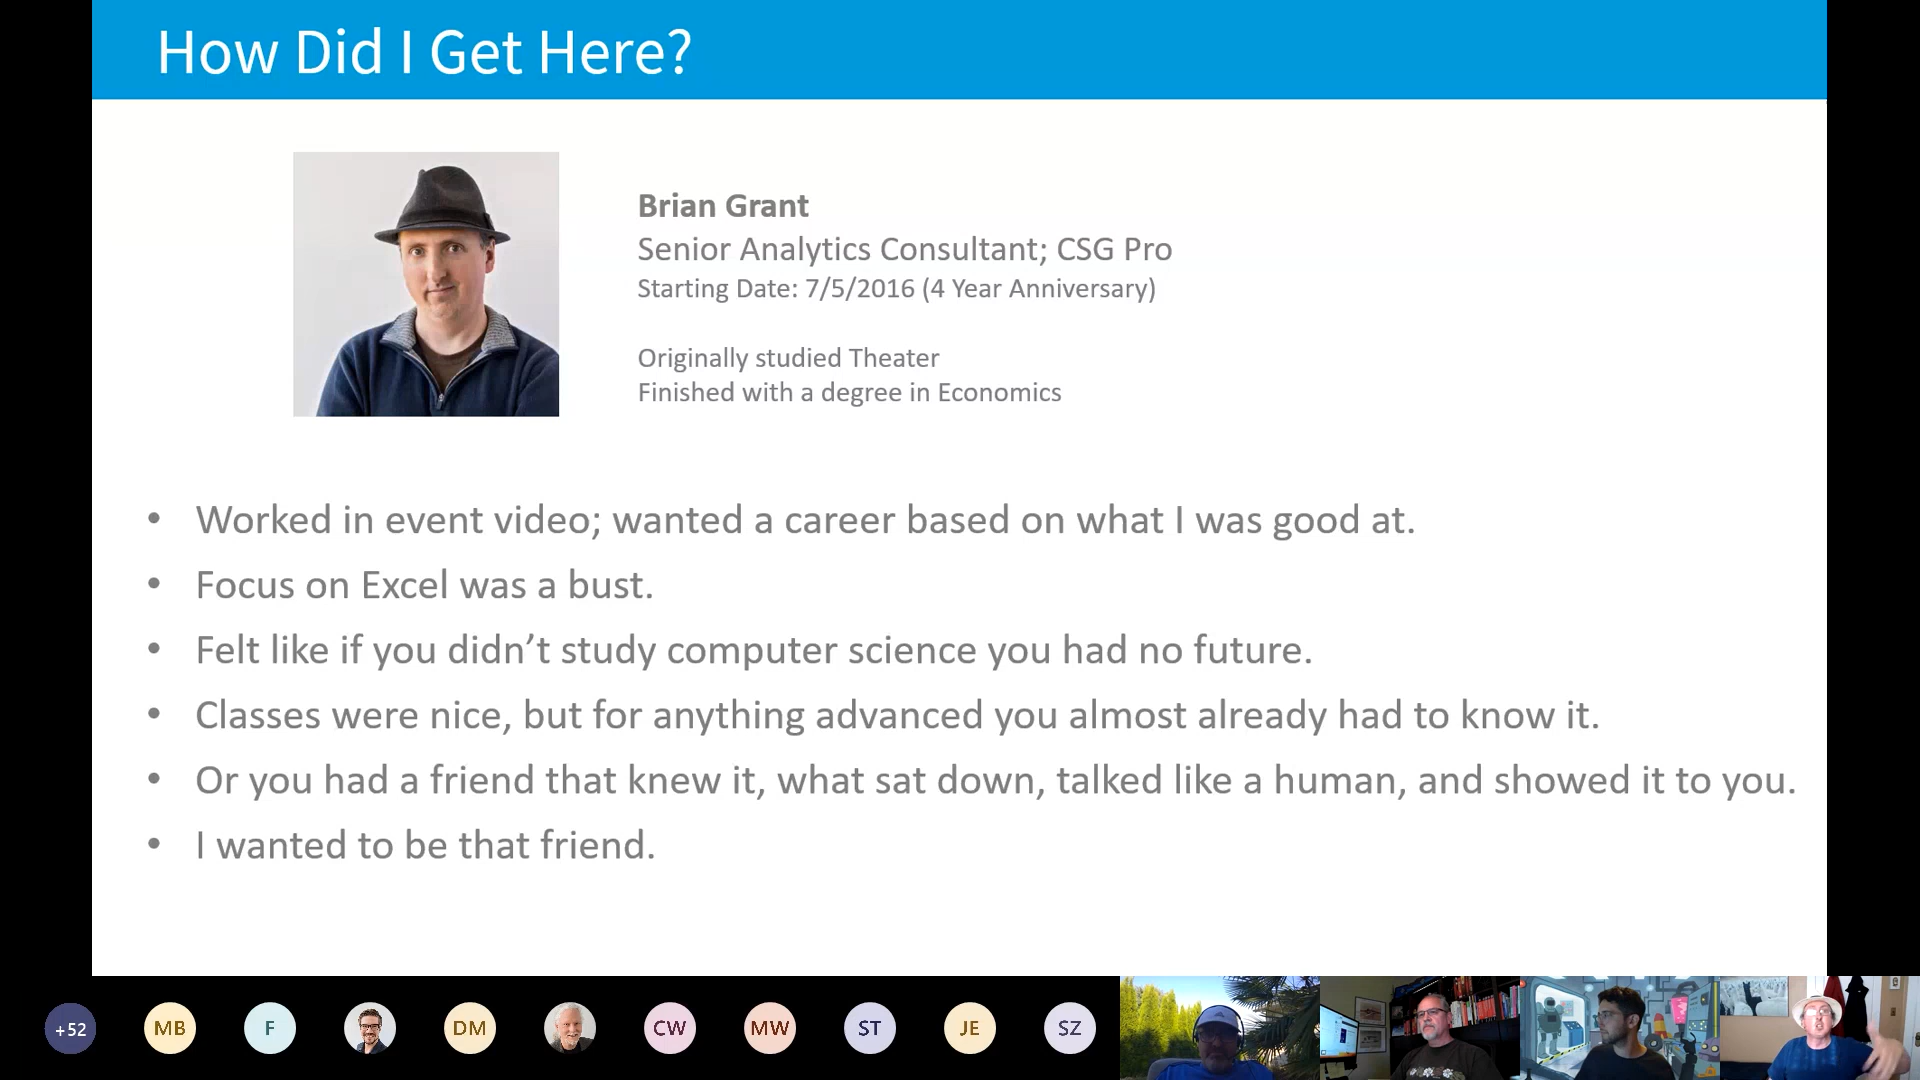 How Did I Get Here?
Brian Grant
Senior Analytics Consultant; CSG Pro
Starting Date: 7/5/2016 (4 Year Anniversary)
Originally studied Theater
Finished with a degree in Economics
• Worked in event video; wanted a career based on what I was good at.
• Focus on Excel was a bust.
• Felt like if you didn’t study computer science you had no future.
• Classes were nice, but for anything advanced you almost already had to know it.
• Or you had a friend that knew it, what sat down, talked like a human, and showed it to you.
• I wanted to be that friend.
+52
MB
F
DM
CW
MW
ST
JE
SZ